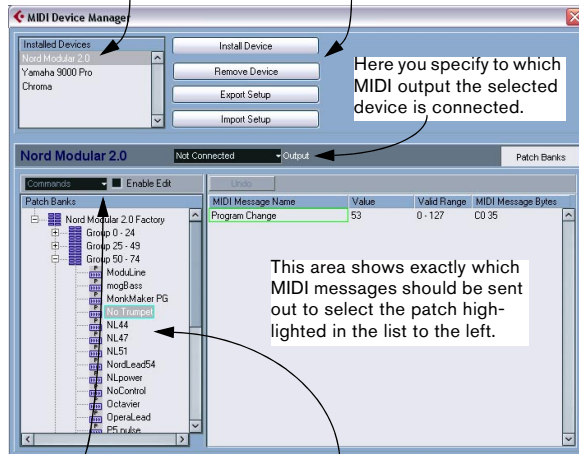 MIDI Device Manager
Installed Devices
Nord Modular 2.0
Yamaha 9000 Pro
Chroma
Install Device
Remove Device
Export Setup
Import Setup
Here you specify to which
MIDI output the selected
device is connected.
Nord Modular 2.0
Not Connected
Output
Patch Banks
Commands
Enable Edit
Undo
Patch Banks
Nord Modular 2.0 Factory
Group 0 - 24
Group 25 - 49
Group 50 - 74
ModuLine
mogBass
MonkMaker PG
No Trumpet
NL44
NL47
NL51
NordLead54
NLpower
NoControl
Octavier
OperaLead
P5 pulse
MIDI Message Name Value Valid Range MIDI Message Bytes
Program Change 53 0 - 127 C0 35
This area shows exactly which
MIDI messages should be sent
out to select the patch high-
lighted in the list to the left.